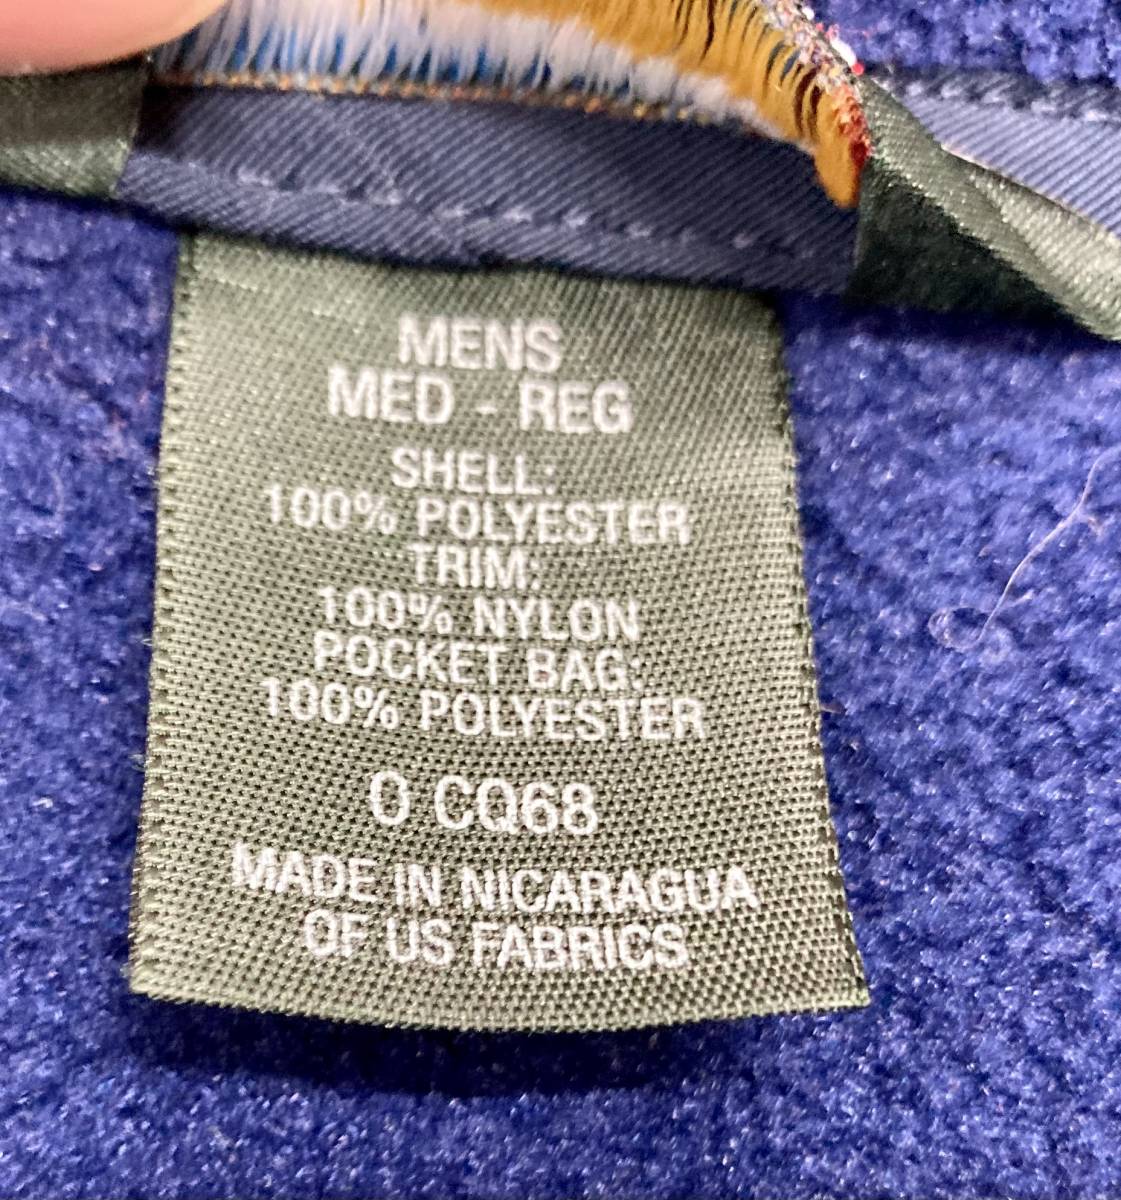 MENS
MED - REG
SHELL:
100% POLYESTER
TRIM:
100% NYLON
POCKET BAG:
100% POLYESTER
0 CQ68
MADE IN NICARAGUA
OF US FABRICS